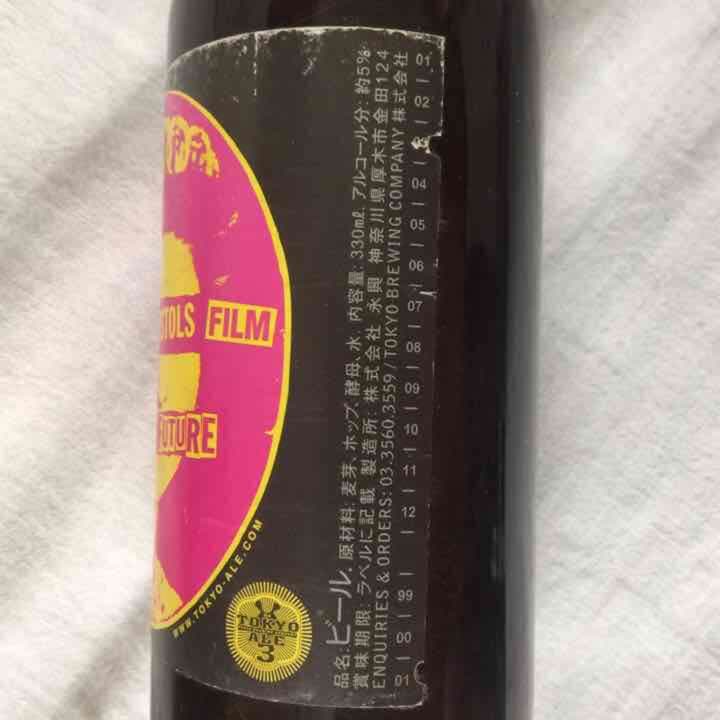 STOLS FILM
FUTURE
WWW.TOKYO-ALE.COM
TOKYO
ALE
3
品名: ビール. 原材料: 麦芽、ホップ、酵母、水. 内容量: 330mℓ. アルコール分: 約5%
賞味期限: ラベルに記載 製造所: 株式会社 永興 神奈川県厚木市金田124
ENQUIRIES & ORDERS: 03.3560.3559/TOKYO BREWING COMPANY 株式会社
01 00 99 12 11 10 09 08 07 06 05 04 03 02 01